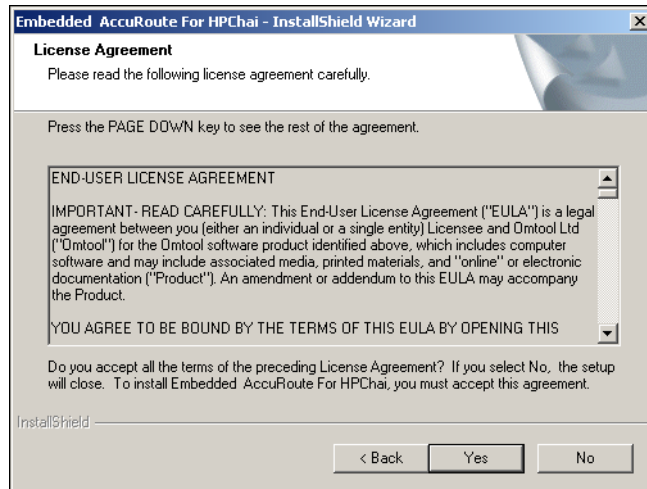 Embedded AccuRoute For HPChai - InstallShield Wizard
License Agreement
Please read the following license agreement carefully.
Press the PAGE DOWN key to see the rest of the agreement.
END-USER LICENSE AGREEMENT
IMPORTANT- READ CAREFULLY: This End-User License Agreement ("EULA") is a legal
agreement between you (either an individual or a single entity) Licensee and Omtool Ltd
("Omtool") for the Omtool software product identified above, which includes computer
software and may include associated media, printed materials, and "online" or electronic
documentation ("Product"). An amendment or addendum to this EULA may accompany
the Product.
YOU AGREE TO BE BOUND BY THE TERMS OF THIS EULA BY OPENING THIS
Do you accept all the terms of the preceding License Agreement? If you select No, the setup
will close. To install Embedded AccuRoute For HPChai, you must accept this agreement.
InstallShield
< Back Yes No